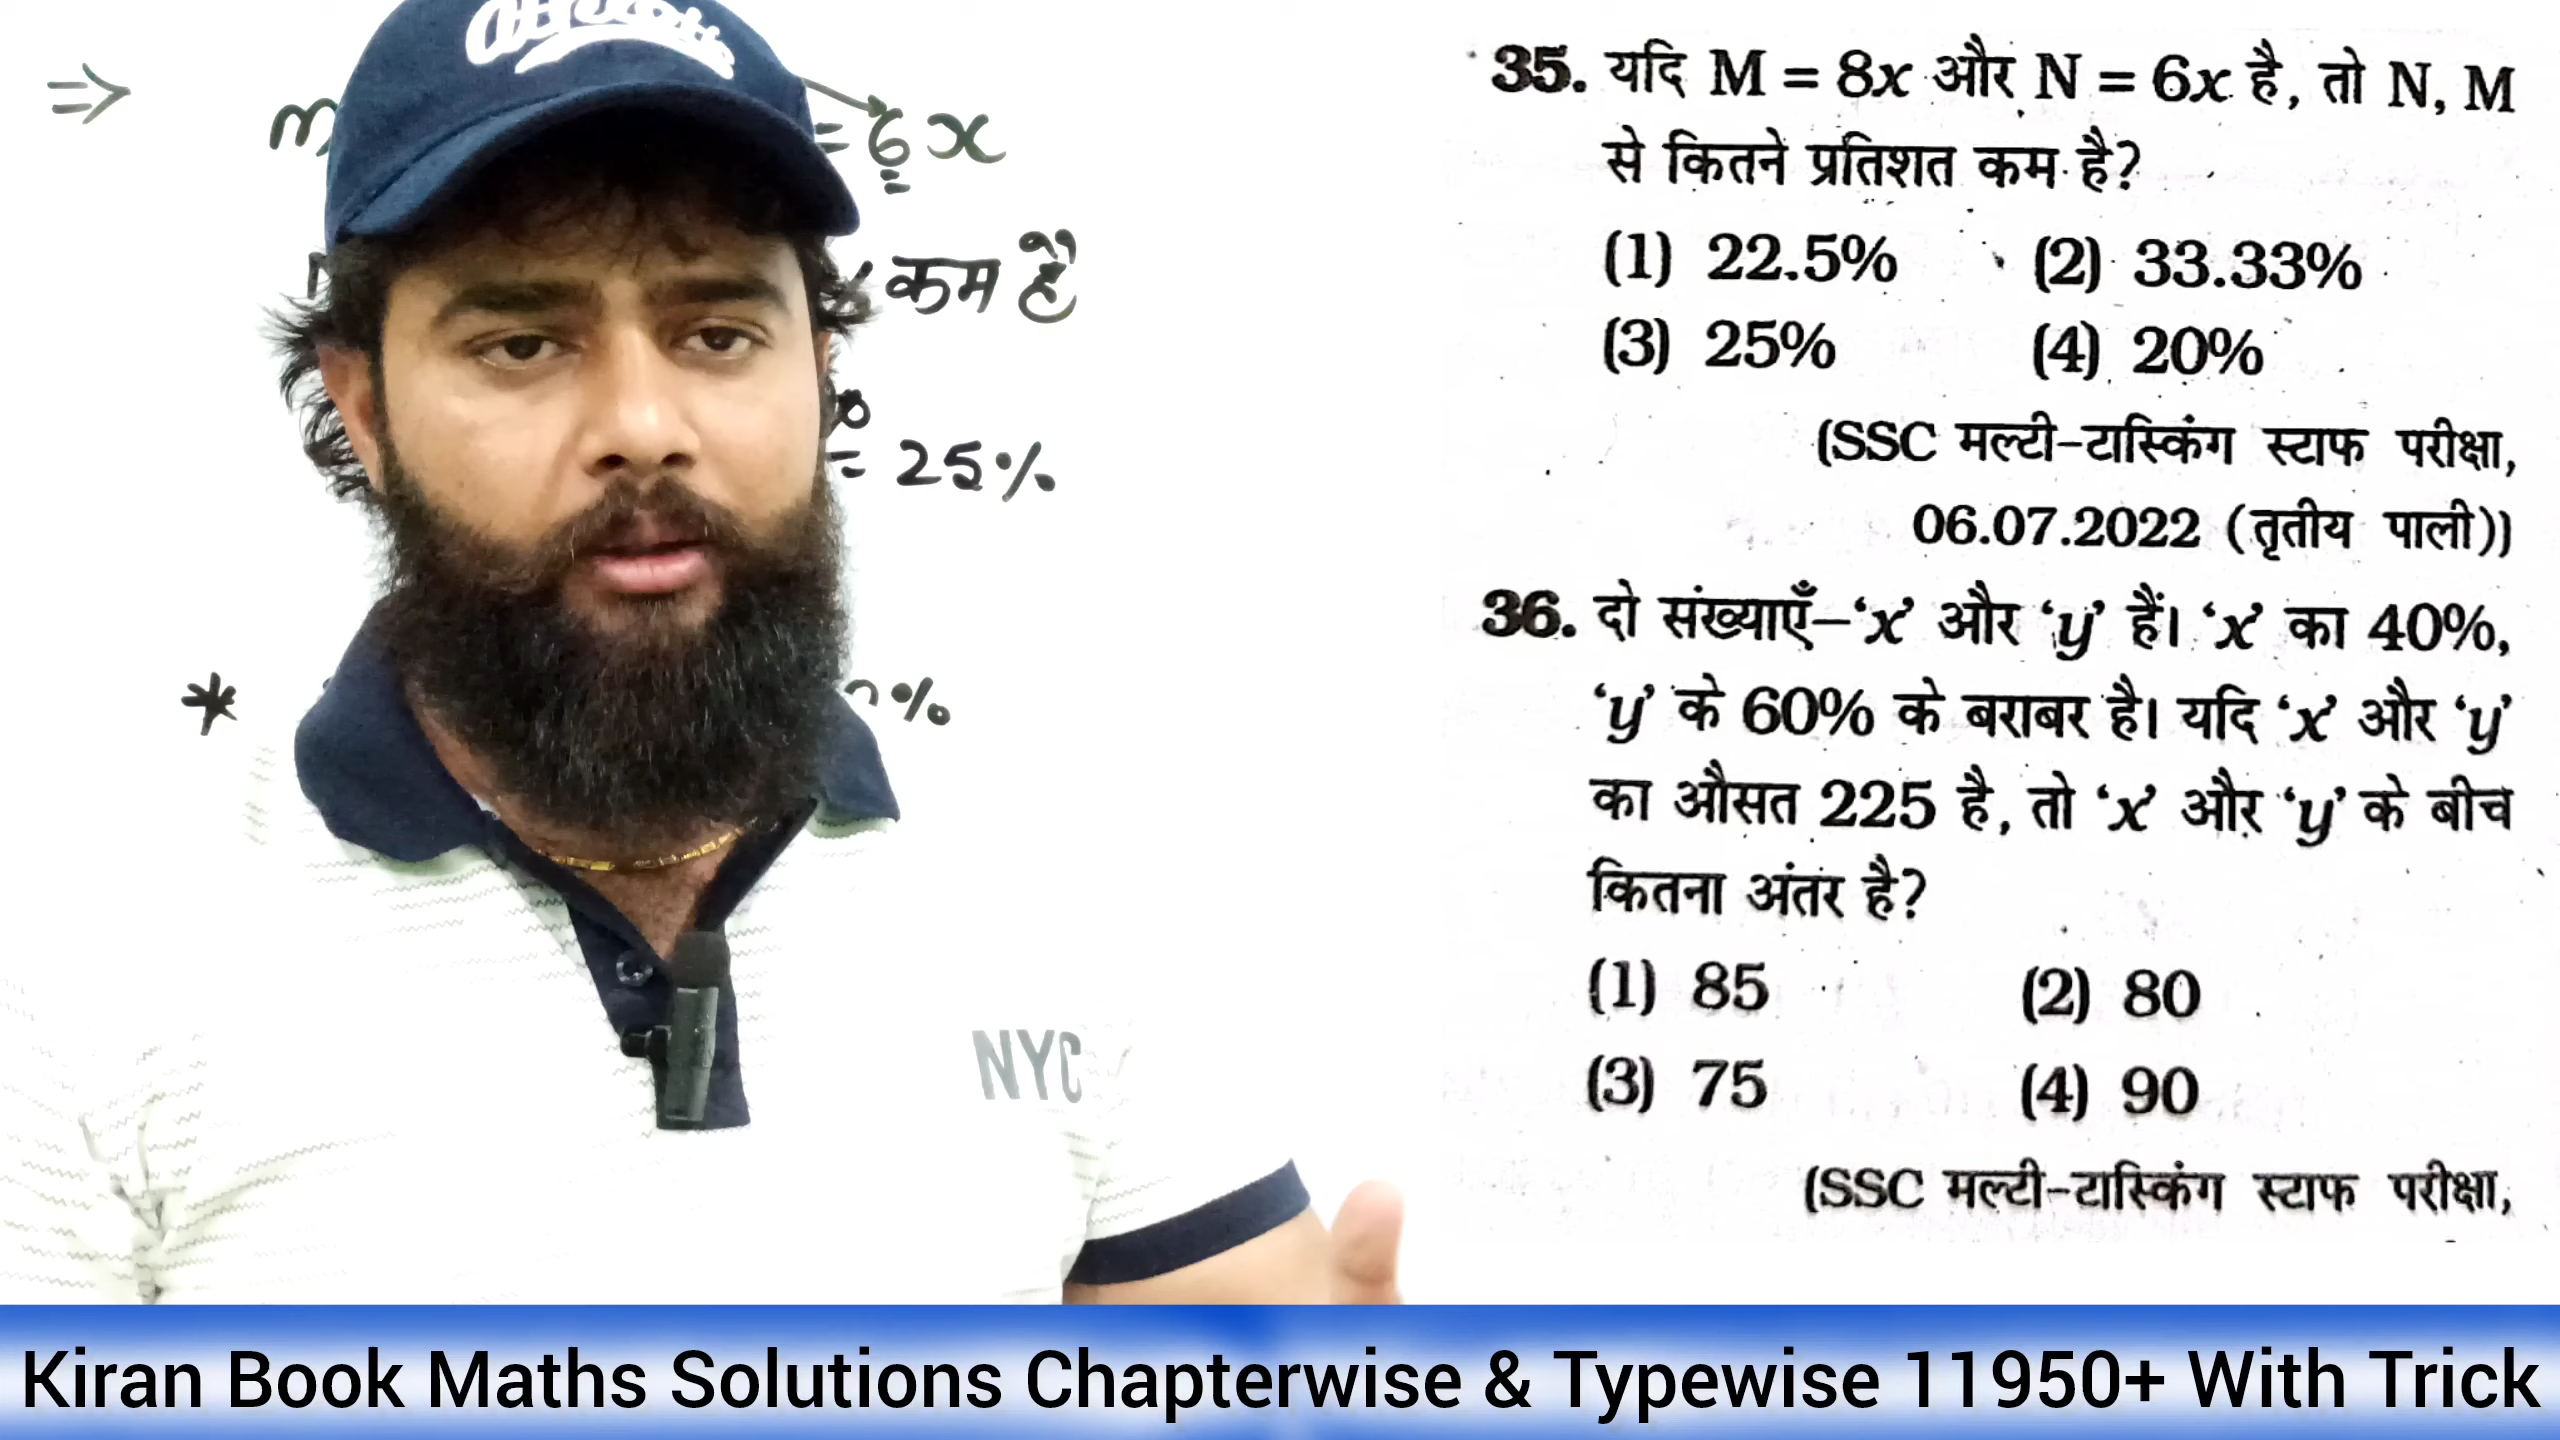 ⇒
= 6x
कम है
= 25%
*
%
NYC
35. यदि M = 8x और N = 6x है, तो N, M
से कितने प्रतिशत कम है?
(1) 22.5% (2) 33.33%
(3) 25% (4) 20%
(SSC मल्टी-टास्किंग स्टाफ परीक्षा,
06.07.2022 (तृतीय पाली))
36. दो संख्याएँ–‘x’ और ‘y’ हैं। ‘x’ का 40%,
‘y’ के 60% के बराबर है। यदि ‘x’ और ‘y’
का औसत 225 है, तो ‘x’ और ‘y’ के बीच
कितना अंतर है?
(1) 85 (2) 80
(3) 75 (4) 90
(SSC मल्टी-टास्किंग स्टाफ परीक्षा,
Kiran Book Maths Solutions Chapterwise & Typewise 11950+ With Trick